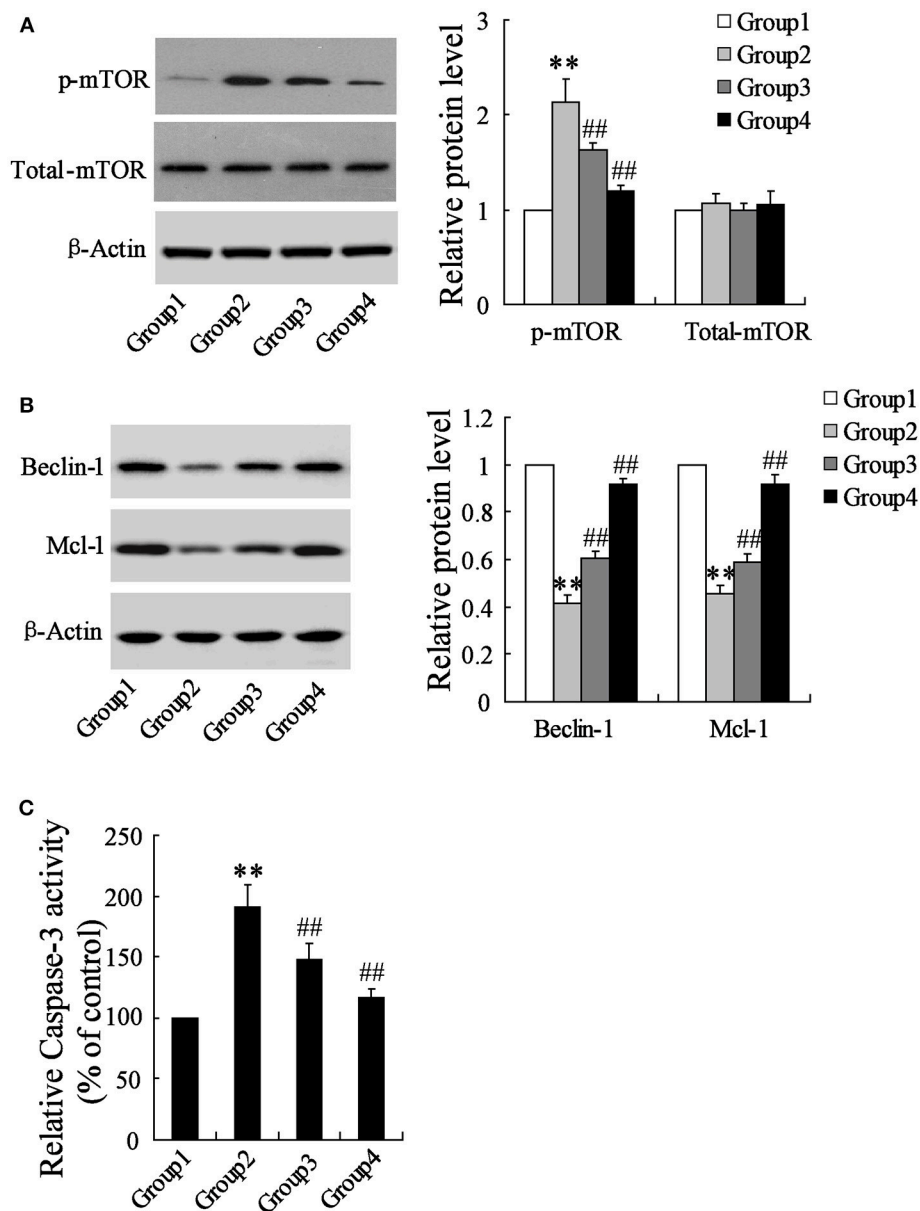 A
p-mTOR
Total-mTOR
β-Actin
Group1
Group2
Group3
Group4
Relative protein level
3
2
1
0
**
##
##
p-mTOR
Total-mTOR
Group1
Group2
Group3
Group4
B
Beclin-1
Mcl-1
β-Actin
Group1
Group2
Group3
Group4
Relative protein level
1.2
1
0.8
0.6
0.4
0.2
0
**
##
##
**
##
##
Beclin-1
Mcl-1
Group1
Group2
Group3
Group4
C
Relative Caspase-3 activity
(% of control)
250
200
150
100
50
0
**
##
##
Group1
Group2
Group3
Group4